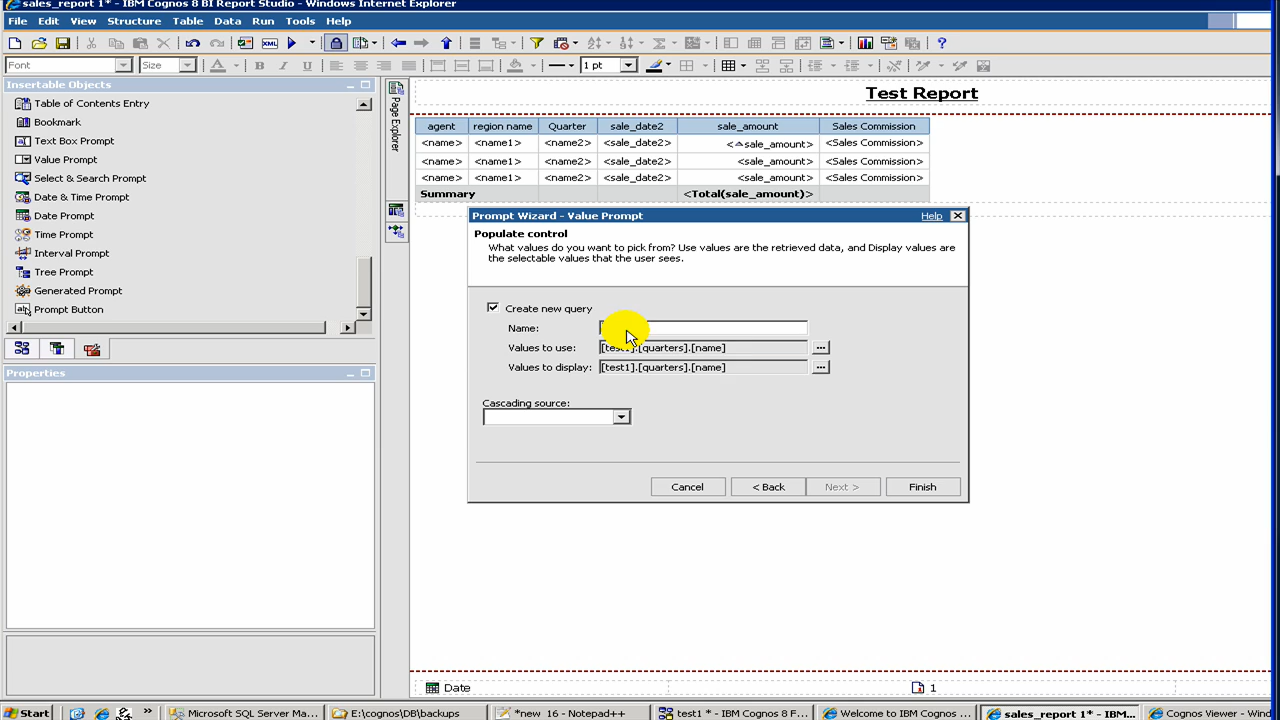 sales_report 1* - IBM Cognos 8 BI Report Studio - Windows Internet Explorer
File Edit View Structure Table Data Run Tools Help
Font Size 1 pt
Insertable Objects
Table of Contents Entry
Bookmark
Text Box Prompt
Value Prompt
Select & Search Prompt
Date & Time Prompt
Date Prompt
Time Prompt
Interval Prompt
Tree Prompt
Generated Prompt
Prompt Button
Properties
Page Explorer
Test Report
agent region name Quarter sale_date2 sale_amount Sales Commission
<name> <name1> <name2> <sale_date2> <sale_amount> <Sales Commission>
<name> <name1> <name2> <sale_date2> <sale_amount> <Sales Commission>
<name> <name1> <name2> <sale_date2> <sale_amount> <Sales Commission>
Summary <Total(sale_amount)>
Prompt Wizard - Value Prompt Help
Populate control
What values do you want to pick from? Use values are the retrieved data, and Display values are
the selectable values that the user sees.
Create new query
Name:
Values to use: [test1].[quarters].[name] ...
Values to display: [test1].[quarters].[name] ...
Cascading source:
Cancel < Back Next > Finish
Date 1
Start » Microsoft SQL Server Ma... E:\cognos\DB\backups *new 16 - Notepad++ test1 * - IBM Cognos 8 F... Welcome to IBM Cognos ... sales_report 1* - IBM... Cognos Viewer - Wind